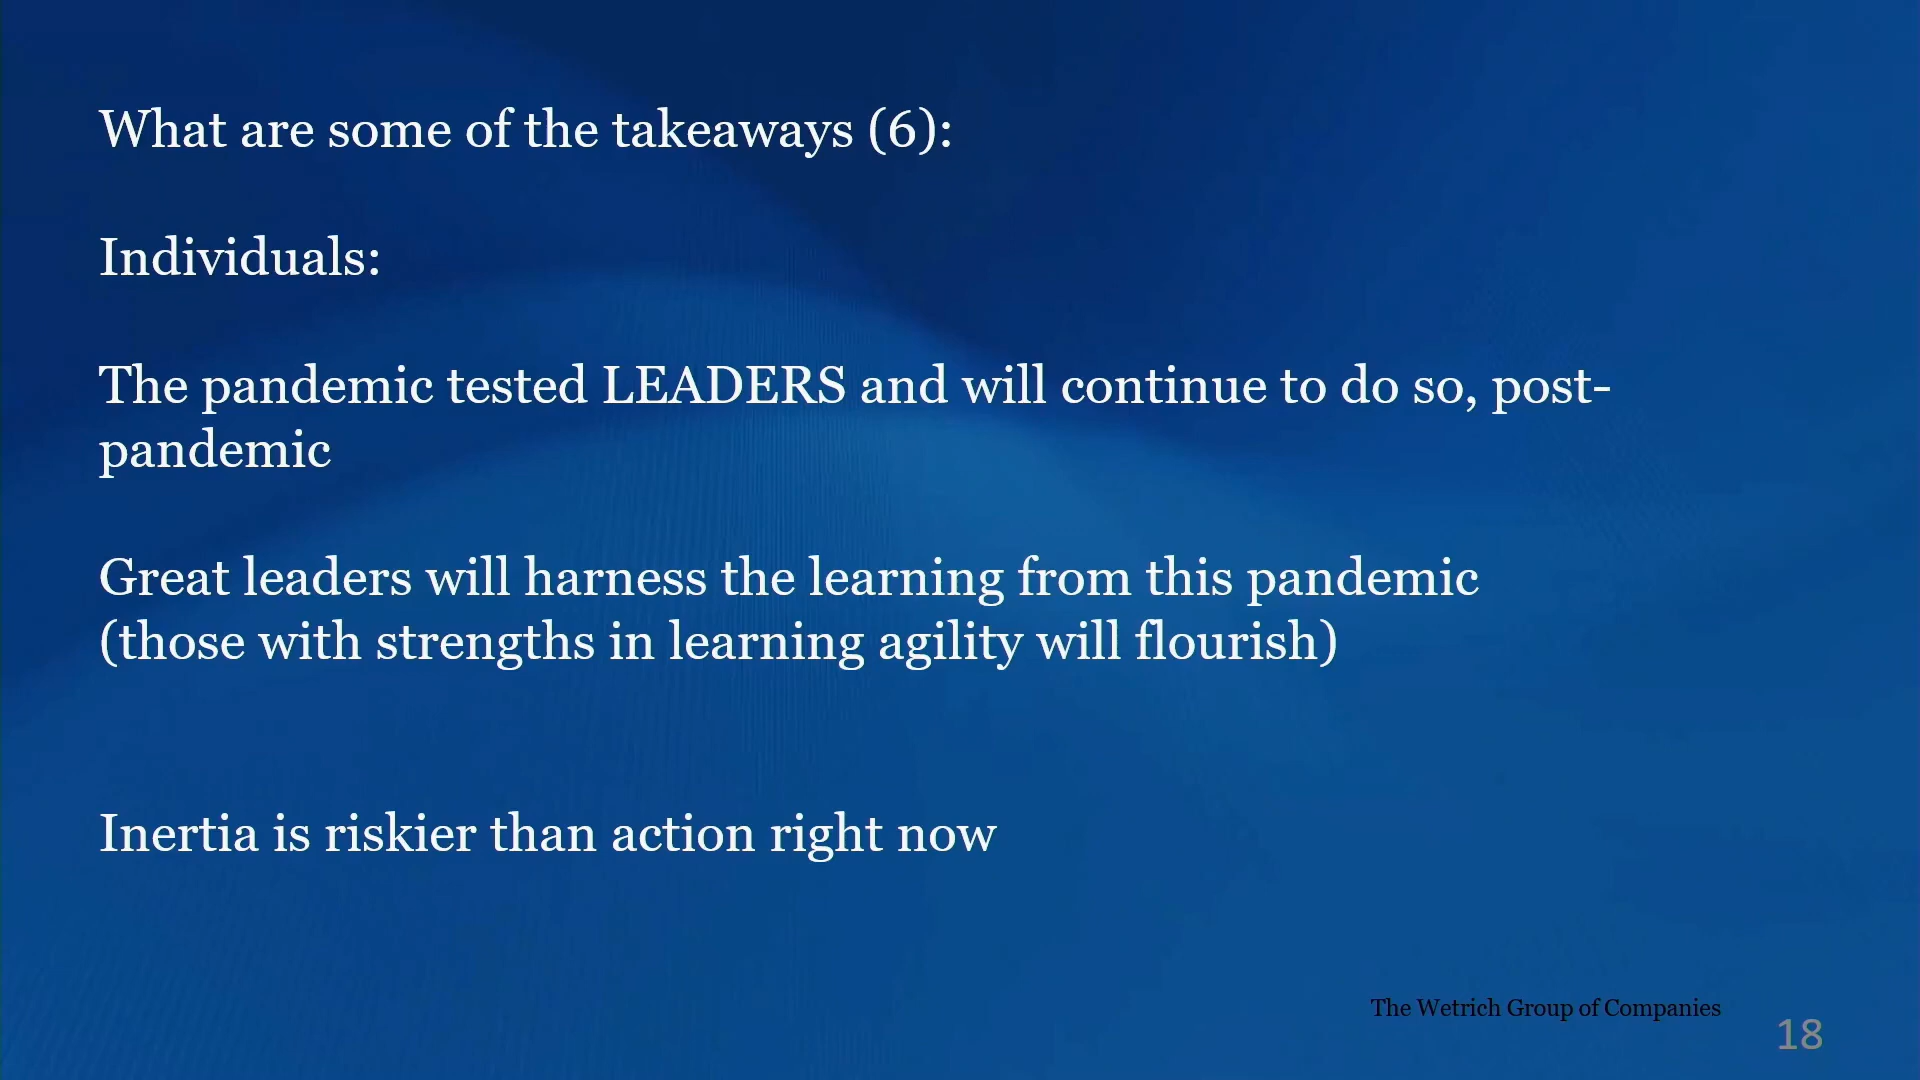 What are some of the takeaways (6):
Individuals:
The pandemic tested LEADERS and will continue to do so, post-
pandemic
Great leaders will harness the learning from this pandemic
(those with strengths in learning agility will flourish)
Inertia is riskier than action right now
The Wetrich Group of Companies
18